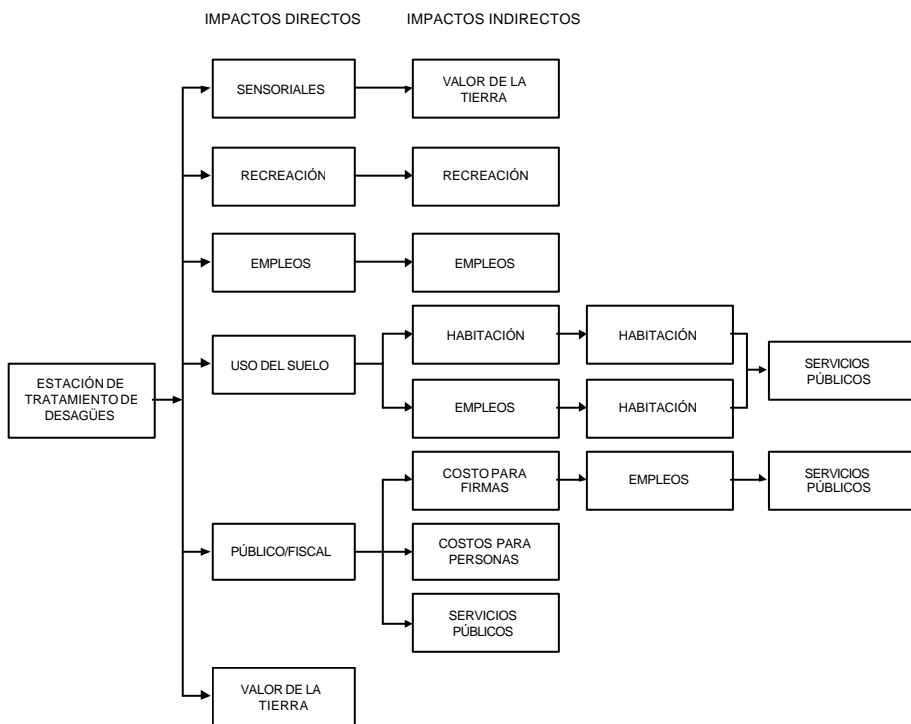 IMPACTOS DIRECTOS
IMPACTOS INDIRECTOS
SENSORIALES
VALOR DE LA
TIERRA
RECREACIÓN
RECREACIÓN
EMPLEOS
EMPLEOS
ESTACIÓN DE
TRATAMIENTO DE
DESAGÜES
USO DEL SUELO
HABITACIÓN
HABITACIÓN
EMPLEOS
HABITACIÓN
SERVICIOS
PÚBLICOS
PÚBLICO/FISCAL
COSTO PARA
FIRMAS
EMPLEOS
SERVICIOS
PÚBLICOS
COSTOS PARA
PERSONAS
SERVICIOS
PÚBLICOS
VALOR DE LA
TIERRA